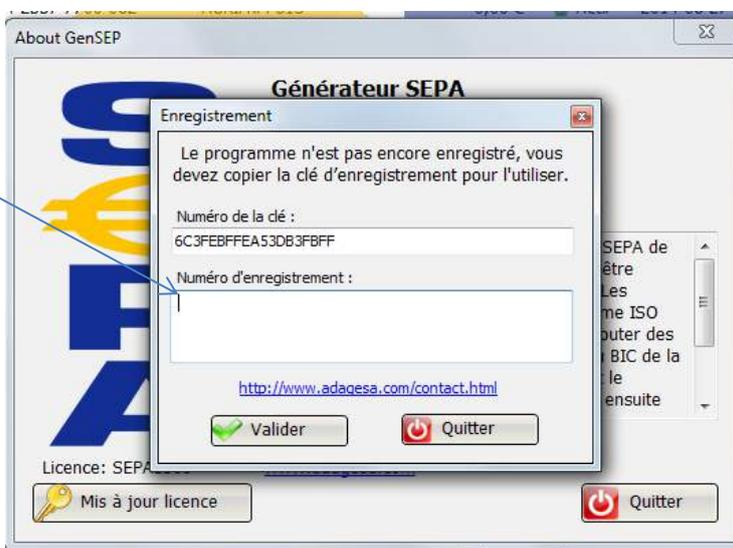 About GenSEP
Générateur SEPA
Enregistrement
Le programme n'est pas encore enregistré, vous
devez copier la clé d'enregistrement pour l'utiliser.
Numéro de la clé :
6C3FEBFFEA53DB3FBFF
Numéro d'enregistrement :
http://www.adagesa.com/contact.html
Valider
Quitter
SEPA de
être
Les
me ISO
outer des
BIC de la
le
ensuite
S€PA
Licence:
Mis à jour licence
Quitter